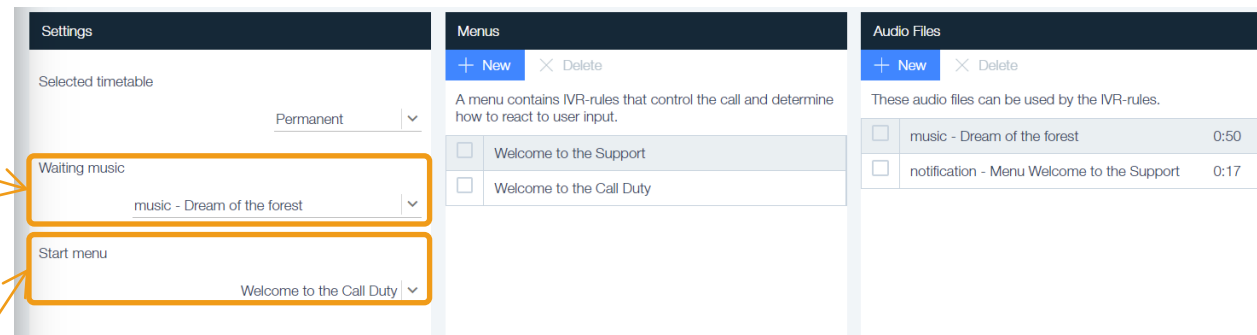 Settings
Selected timetable
Permanent
Waiting music
music - Dream of the forest
Start menu
Welcome to the Call Duty
Menus
New
Delete
A menu contains IVR-rules that control the call and determine
how to react to user input.
Welcome to the Support
Welcome to the Call Duty
Audio Files
New
Delete
These audio files can be used by the IVR-rules.
music - Dream of the forest 0:50
notification - Menu Welcome to the Support 0:17